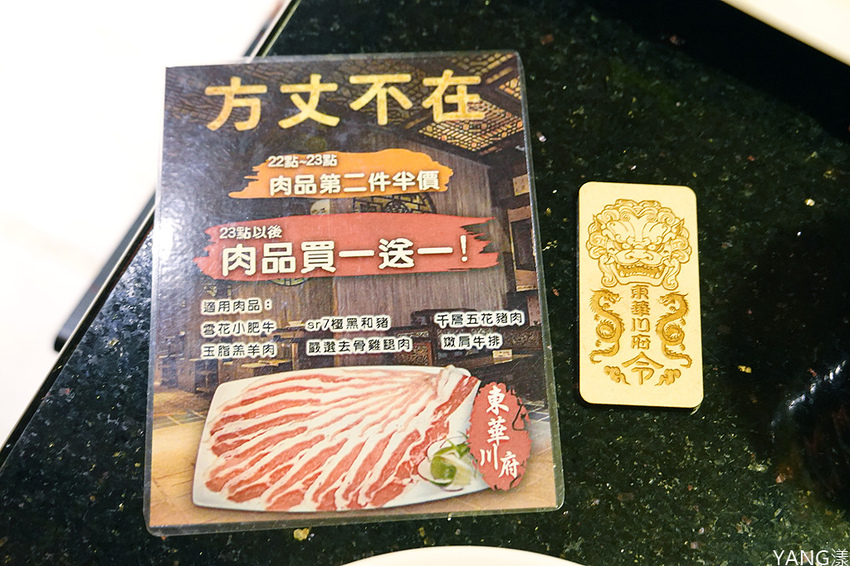 方丈不在
22點~23點
肉品第二件半價
23點以後
肉品買一送一!
適用肉品：
雪花小肥牛 sr7極黑和豬 千層五花豬肉
玉脂羔羊肉 嚴選去骨雞腿肉 嫩肩牛排
東華川府
東華川府
令
YANG漾